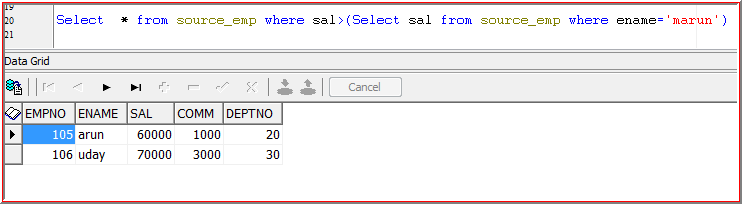 19
20 Select * from source_emp where sal>(Select sal from source_emp where ename='marun')
21
Data Grid
Cancel
EMPNO ENAME SAL COMM DEPTNO
105 arun 60000 1000 20
106 uday 70000 3000 30